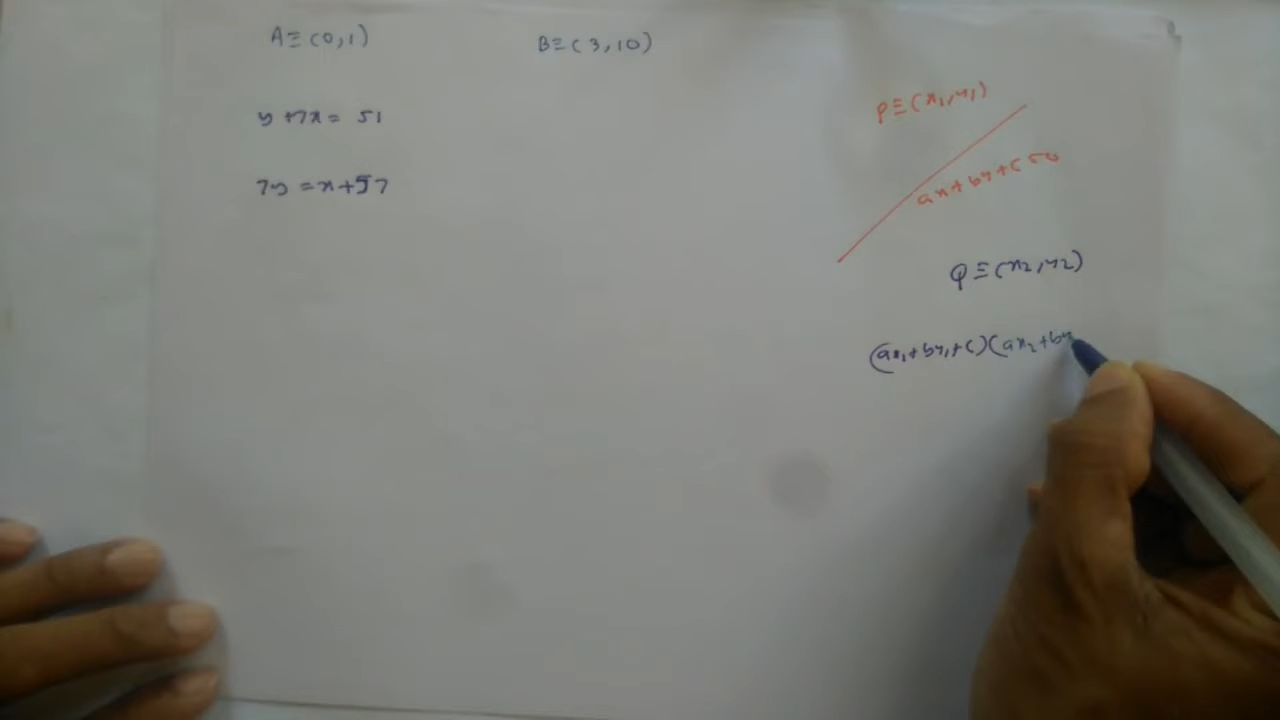 A ≡ (0,1)
B ≡ (3,10)
y + 7x = 51
7y = x + 57
P ≡ (x₁, y₁)
ax + by + c = 0
Q ≡ (x₂, y₂)
(ax₁ + by₁ + c)(ax₂ + by